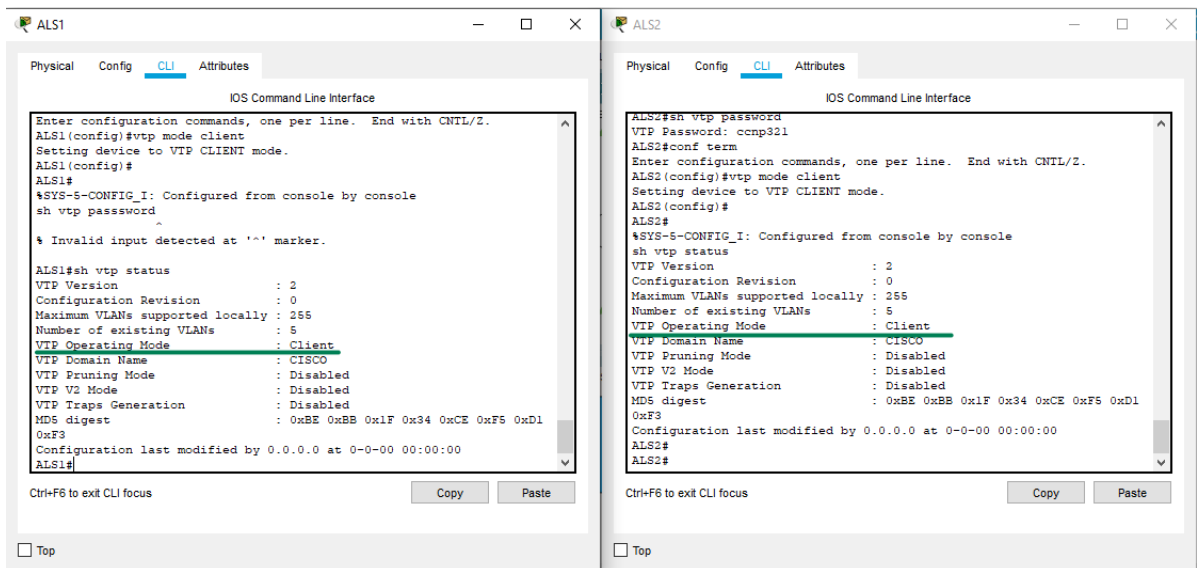 ALS1
Physical Config CLI Attributes
IOS Command Line Interface
Enter configuration commands, one per line. End with CNTL/Z.
ALS1(config)#vtp mode client
Setting device to VTP CLIENT mode.
ALS1(config)#
ALS1#
%SYS-5-CONFIG_I: Configured from console by console
sh vtp passsword
^
% Invalid input detected at '^' marker.
ALS1#sh vtp status
VTP Version : 2
Configuration Revision : 0
Maximum VLANs supported locally : 255
Number of existing VLANs : 5
VTP Operating Mode : Client
VTP Domain Name : CISCO
VTP Pruning Mode : Disabled
VTP V2 Mode : Disabled
VTP Traps Generation : Disabled
MD5 digest : 0xBE 0xBB 0x1F 0x34 0xCE 0xF5 0xD1
0xF3
Configuration last modified by 0.0.0.0 at 0-0-00 00:00:00
ALS1#
Ctrl+F6 to exit CLI focus
Copy Paste
Top
ALS2
Physical Config CLI Attributes
IOS Command Line Interface
ALS2#sh vtp password
VTP Password: ccnp321
ALS2#conf term
Enter configuration commands, one per line. End with CNTL/Z.
ALS2(config)#vtp mode client
Setting device to VTP CLIENT mode.
ALS2(config)#
ALS2#
%SYS-5-CONFIG_I: Configured from console by console
sh vtp status
VTP Version : 2
Configuration Revision : 0
Maximum VLANs supported locally : 255
Number of existing VLANs : 5
VTP Operating Mode : Client
VTP Domain Name : CISCO
VTP Pruning Mode : Disabled
VTP V2 Mode : Disabled
VTP Traps Generation : Disabled
MD5 digest : 0xBE 0xBB 0x1F 0x34 0xCE 0xF5 0xD1
0xF3
Configuration last modified by 0.0.0.0 at 0-0-00 00:00:00
ALS2#
ALS2#
Ctrl+F6 to exit CLI focus
Copy Paste
Top